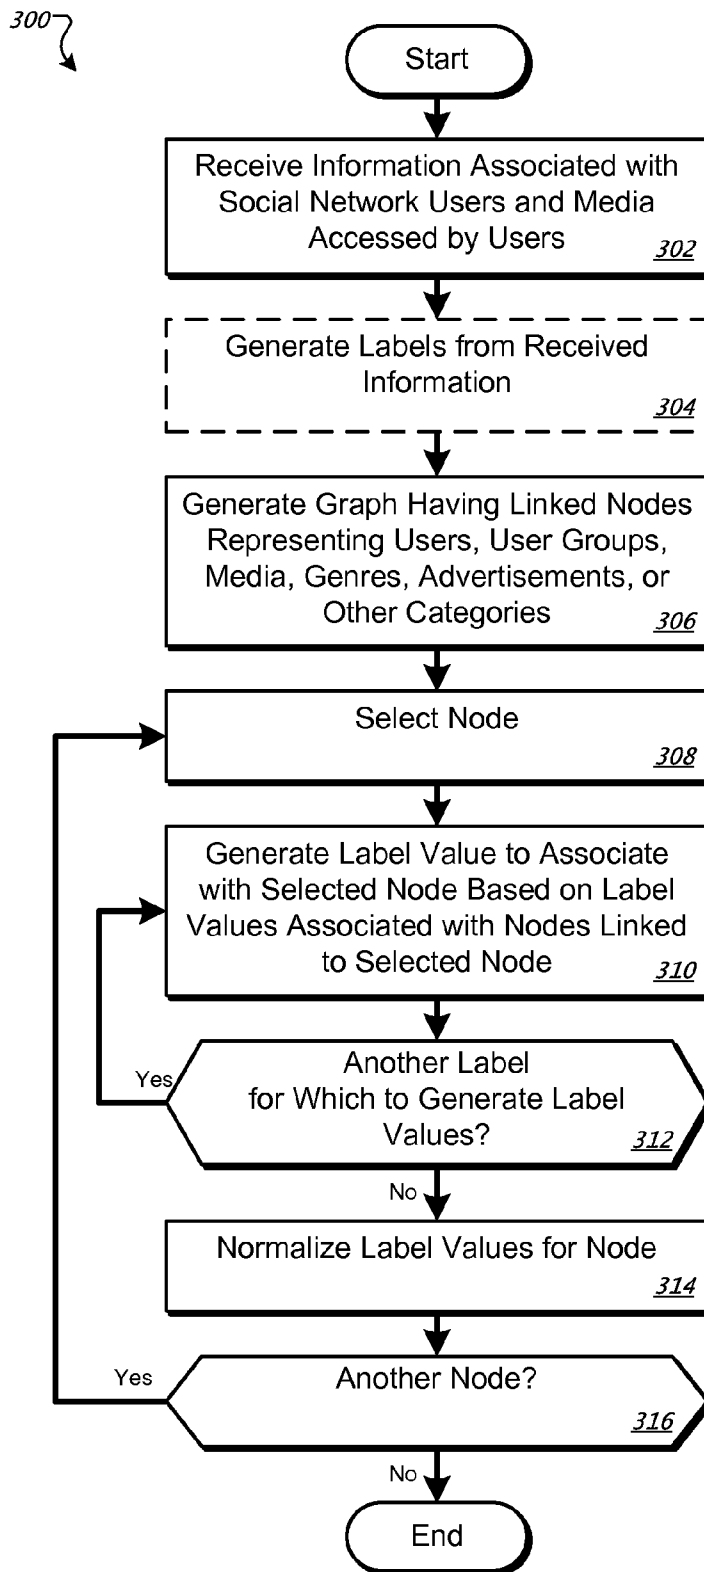 300
Start
Receive Information Associated with
Social Network Users and Media
Accessed by Users
302
Generate Labels from Received
Information
304
Generate Graph Having Linked Nodes
Representing Users, User Groups,
Media, Genres, Advertisements, or
Other Categories
306
Select Node
308
Generate Label Value to Associate
with Selected Node Based on Label
Values Associated with Nodes Linked
to Selected Node
310
Another Label
for Which to Generate Label
Values?
312
Yes
No
Normalize Label Values for Node
314
Another Node?
316
Yes
No
End